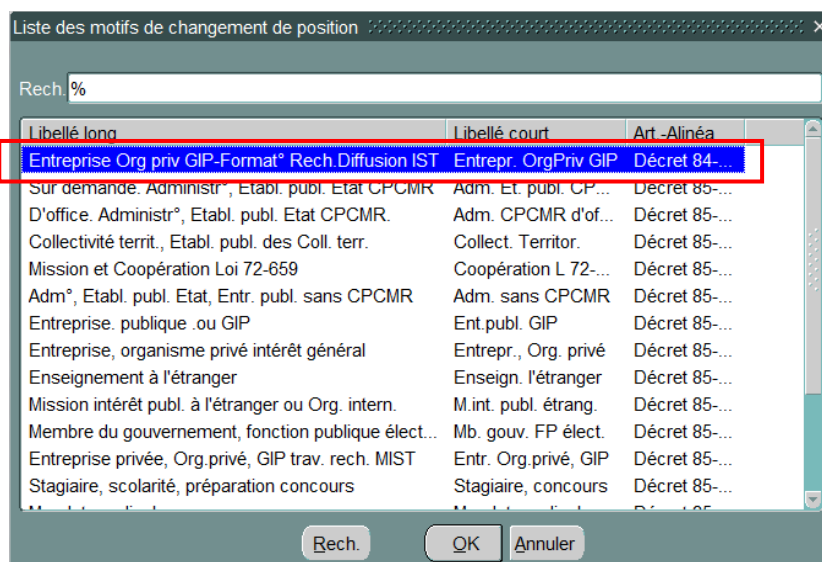 Liste des motifs de changement de position
Rech. %
Libellé long Libellé court Art.-Alinéa
Entreprise Org priv GIP-Format° Rech.Diffusion IST Entrepr. OrgPriv GIP Décret 84-...
Sur demande. Administr°, Etabl. publ. Etat CPCMR Adm. Et. publ. CP... Décret 85-...
D'office. Administr°, Etabl. publ. Etat CPCMR. Adm. CPCMR d'of... Décret 85-...
Collectivité territ., Etabl. publ. des Coll. terr. Collect. Territor. Décret 85-...
Mission et Coopération Loi 72-659 Coopération L 72-... Décret 85-...
Adm°, Etabl. publ. Etat, Entr. publ. sans CPCMR Adm. sans CPCMR Décret 85-...
Entreprise. publique .ou GIP Ent.publ. GIP Décret 85-...
Entreprise, organisme privé intérêt général Entrepr., Org. privé Décret 85-...
Enseignement à l'étranger Enseign. l'étranger Décret 85-...
Mission intérêt publ. à l'étranger ou Org. intern. M.int. publ. étrang. Décret 85-...
Membre du gouvernement, fonction publique élect... Mb. gouv. FP élect. Décret 85-...
Entreprise privée, Org.privé, GIP trav. rech. MIST Entr. Org.privé, GIP Décret 85-...
Stagiaire, scolarité, préparation concours Stagiaire, concours Décret 85-...
Rech. OK Annuler